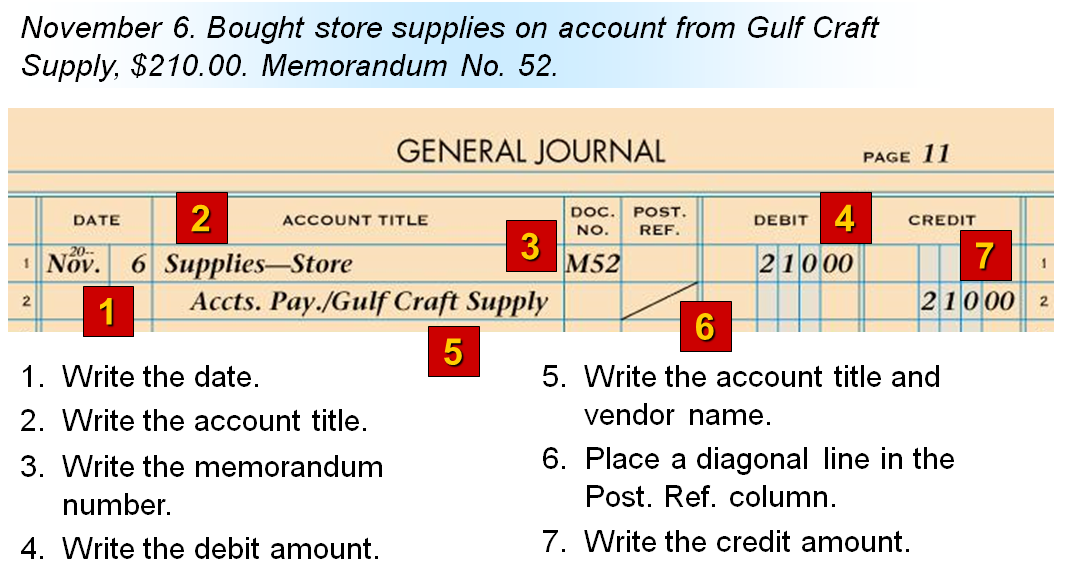 November 6. Bought store supplies on account from Gulf Craft
Supply, $210.00. Memorandum No. 52.
GENERAL JOURNAL PAGE 11
DATE 2 ACCOUNT TITLE DOC. NO. POST. REF. DEBIT 4 CREDIT
3 7
20--
1 Nov. 6 Supplies—Store M52 210 00 1
2 Accts. Pay./Gulf Craft Supply 210 00 2
1 6
5
1. Write the date.
2. Write the account title.
3. Write the memorandum
number.
4. Write the debit amount.
5. Write the account title and
vendor name.
6. Place a diagonal line in the
Post. Ref. column.
7. Write the credit amount.